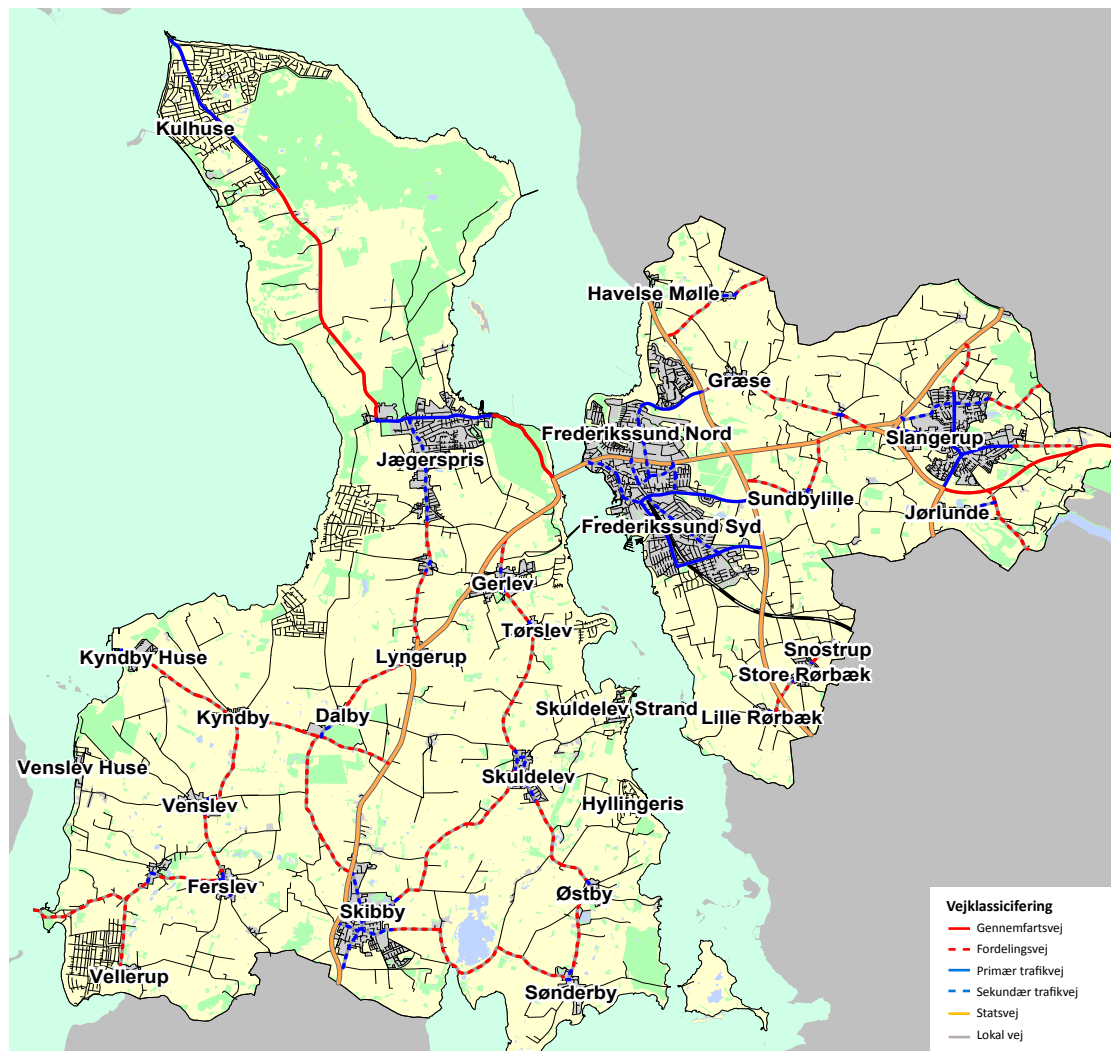 Kulhuse
Havelse Mølle
Græse
Frederikssund Nord
Slangerup
Jægerspris
Sundbylille
Jørlunde
Frederikssund Syd
Gerlev
Tørslev
Kyndby Huse
Lyngerup
Snostrup
Store Rørbæk
Skuldelev Strand
Lille Rørbæk
Kyndby
Dalby
Venslev Huse
Skuldelev
Venslev
Hyllingeris
Ferslev
Østby
Skibby
Vellerup
Sønderby
Vejklassicifering
Gennemfartsvej
Fordelingsvej
Primær trafikvej
Sekundær trafikvej
Statsvej
Lokal vej